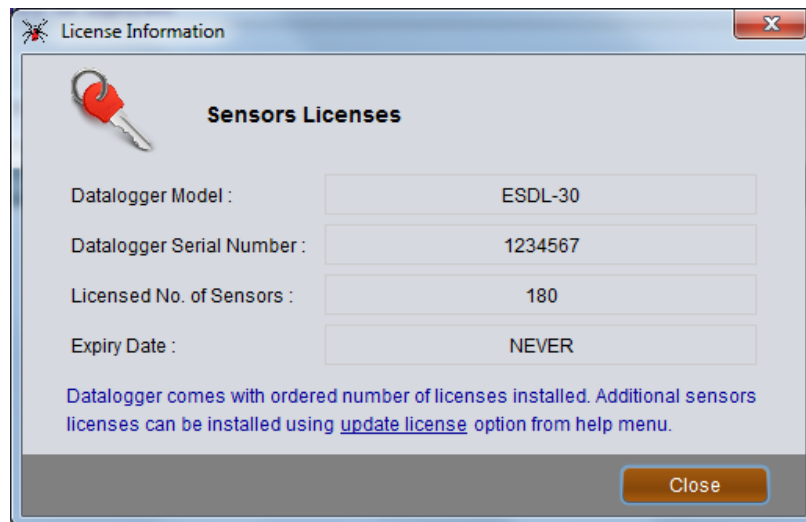 License Information
Sensors Licenses
Datalogger Model : ESDL-30
Datalogger Serial Number : 1234567
Licensed No. of Sensors : 180
Expiry Date : NEVER
Datalogger comes with ordered number of licenses installed. Additional sensors
licenses can be installed using update license option from help menu.
Close